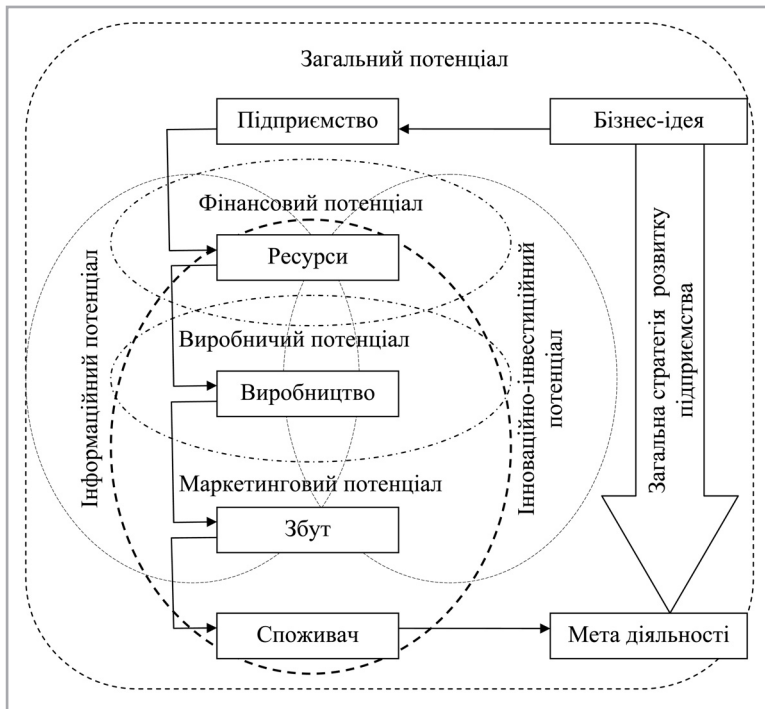 Загальний потенціал
Підприємство
Бізнес-ідея
Фінансовий потенціал
Ресурси
Інформаційний потенціал
Інноваційно-інвестиційний
потенціал
Загальна стратегія розвитку
підприємства
Виробничий потенціал
Виробництво
Маркетинговий потенціал
Збут
Споживач
Мета діяльності